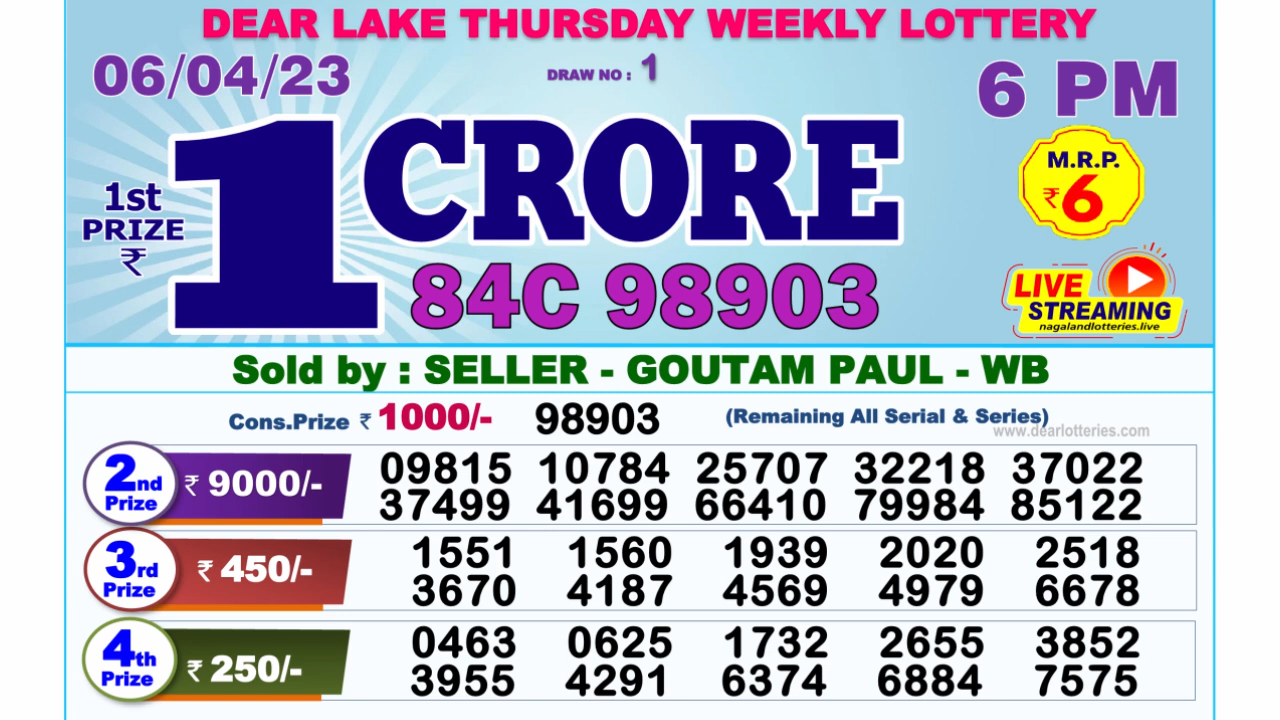 DEAR LAKE THURSDAY WEEKLY LOTTERY
06/04/23
DRAW NO : 1
6 PM
1st
PRIZE
₹
1 CRORE
84C 98903
M.R.P.
₹6
LIVE
STREAMING
nagalandlotteries.live
Sold by : SELLER - GOUTAM PAUL - WB
Cons.Prize ₹ 1000/- 98903 (Remaining All Serial & Series)
www.dearlotteries.com
2nd
Prize
₹ 9000/-
09815 10784 25707 32218 37022
37499 41699 66410 79984 85122
3rd
Prize
₹ 450/-
1551 1560 1939 2020 2518
3670 4187 4569 4979 6678
4th
Prize
₹ 250/-
0463 0625 1732 2655 3852
3955 4291 6374 6884 7575